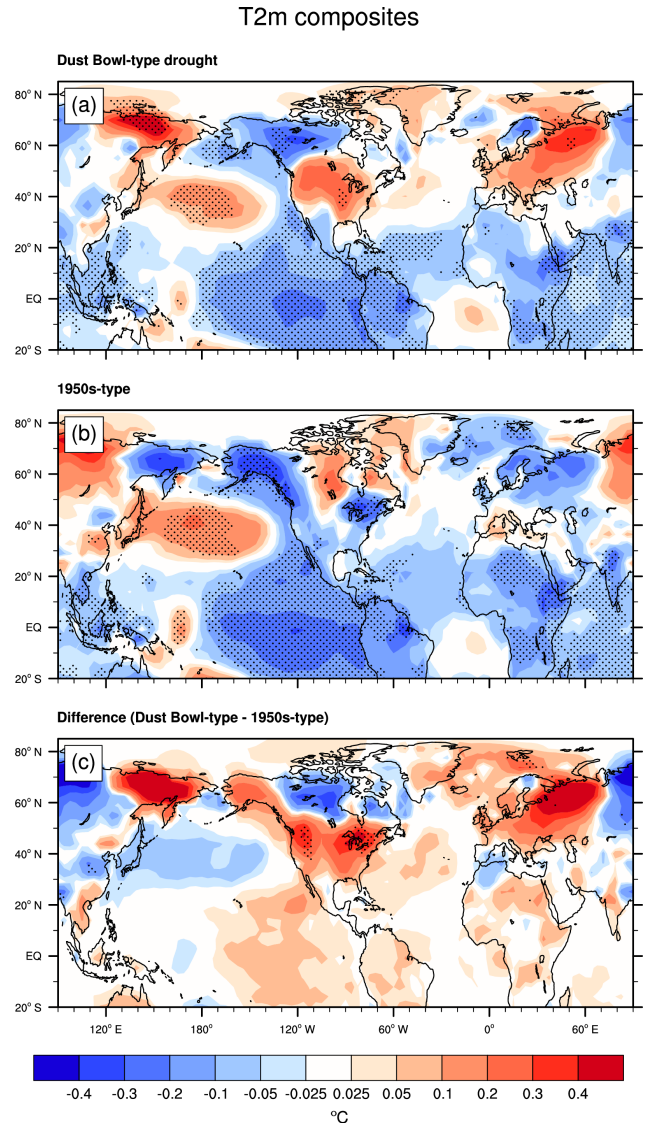 T2m composites
Dust Bowl-type drought
(a)
80° N
60° N
40° N
20° N
EQ
20° S
1950s-type
(b)
80° N
60° N
40° N
20° N
EQ
20° S
Difference (Dust Bowl-type - 1950s-type)
(c)
80° N
60° N
40° N
20° N
EQ
20° S
120° E 180° 120° W 60° W 0° 60° E
-0.4 -0.3 -0.2 -0.1 -0.05 -0.025 0.025 0.05 0.1 0.2 0.3 0.4
°C